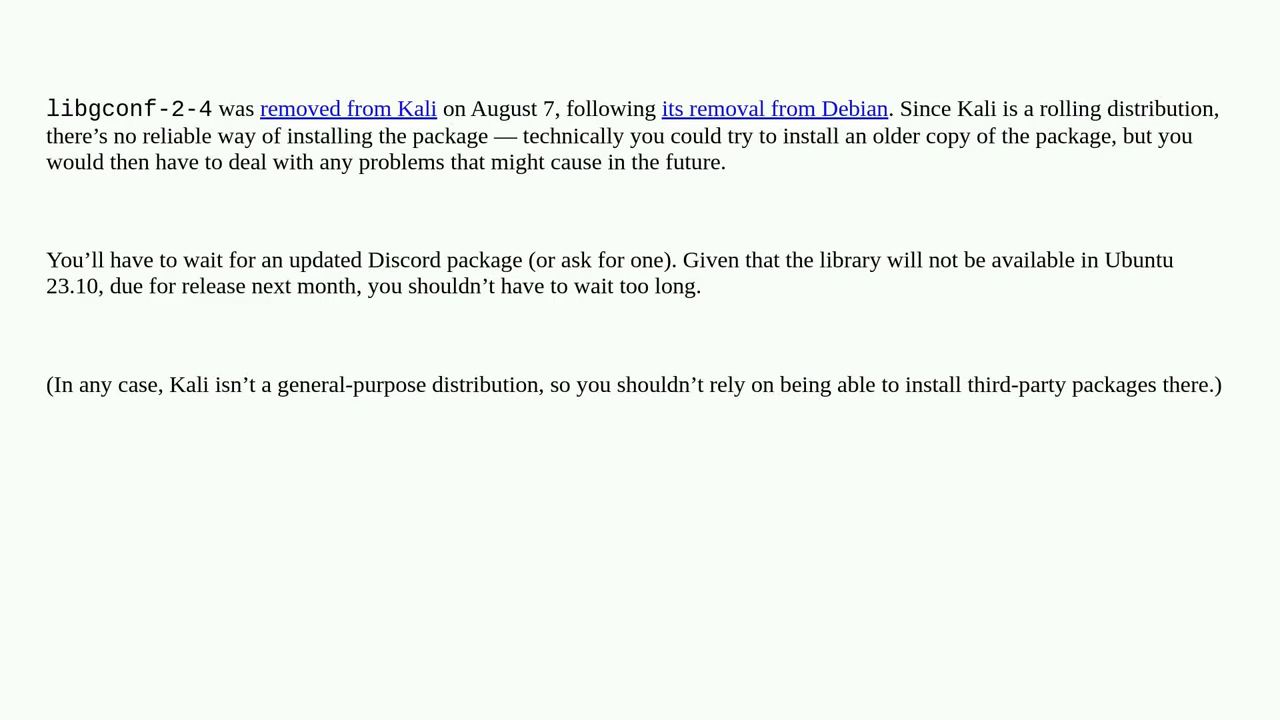 libgconf-2-4 was removed from Kali on August 7, following its removal from Debian. Since Kali is a rolling distribution,
there’s no reliable way of installing the package — technically you could try to install an older copy of the package, but you
would then have to deal with any problems that might cause in the future.
You’ll have to wait for an updated Discord package (or ask for one). Given that the library will not be available in Ubuntu
23.10, due for release next month, you shouldn’t have to wait too long.
(In any case, Kali isn’t a general-purpose distribution, so you shouldn’t rely on being able to install third-party packages there.)